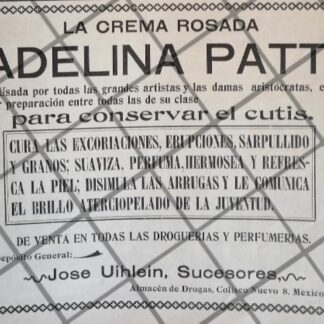 LA CREMA ROSADA
ADELINA PATT
usada por todas las grandes artistas y las damas aristócratas, e
r preparación entre todas las de su clase
para conservar el cutis.
CURA LAS EXCORIACIONES, ERUPCIONES, SARPULLIDO
Y GRANOS; SUAVIZA, PERFUMA, HERMOSEA Y REFRES-
CA LA PIEL; DISIMULA LAS ARRUGAS Y LE COMUNICA
EL BRILLO ATERCIOPELADO DE LA JUVENTUD.
DE VENTA EN TODAS LAS DROGUERIAS Y PERFUMERIAS.
epósito General:
Jose Uihlein, Sucesores,
Almacén de Drogas, Coliseo Nuevo 8. Mexico